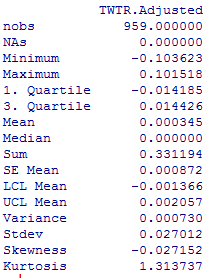 TWTR.Adjusted
nobs 959.000000
NAs 0.000000
Minimum -0.103623
Maximum 0.101518
1. Quartile -0.014185
3. Quartile 0.014426
Mean 0.000345
Median 0.000000
Sum 0.331194
SE Mean 0.000872
LCL Mean -0.001366
UCL Mean 0.002057
Variance 0.000730
Stdev 0.027012
Skewness -0.027152
Kurtosis 1.313737